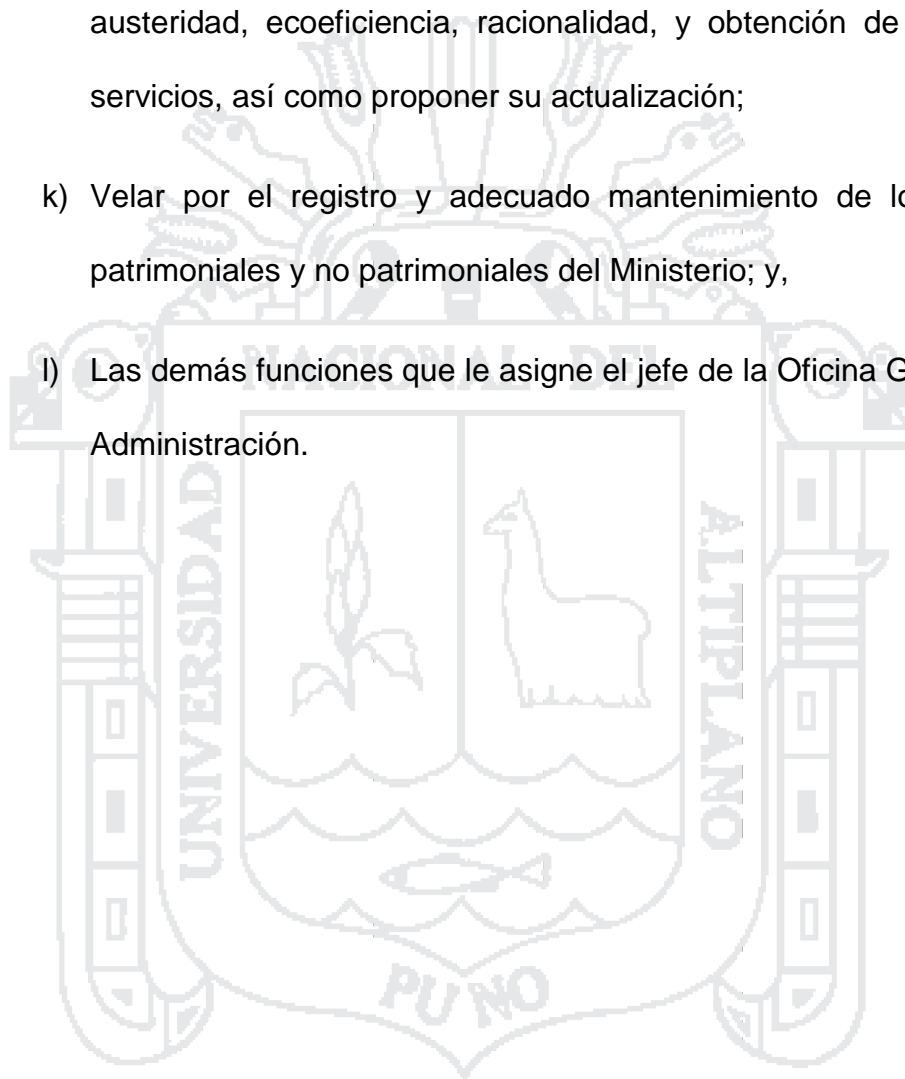 austeridad, ecoeficiencia, racionalidad, y obtención de
servicios, así como proponer su actualización;
k) Velar por el registro y adecuado mantenimiento de
patrimoniales y no patrimoniales del Ministerio; y,
NACIONAL DEL
l) Las demás funciones que le asigne el jefe de la Oficina
Administración.
UNIVERSIDAD
ALTIPLANO
PUNO